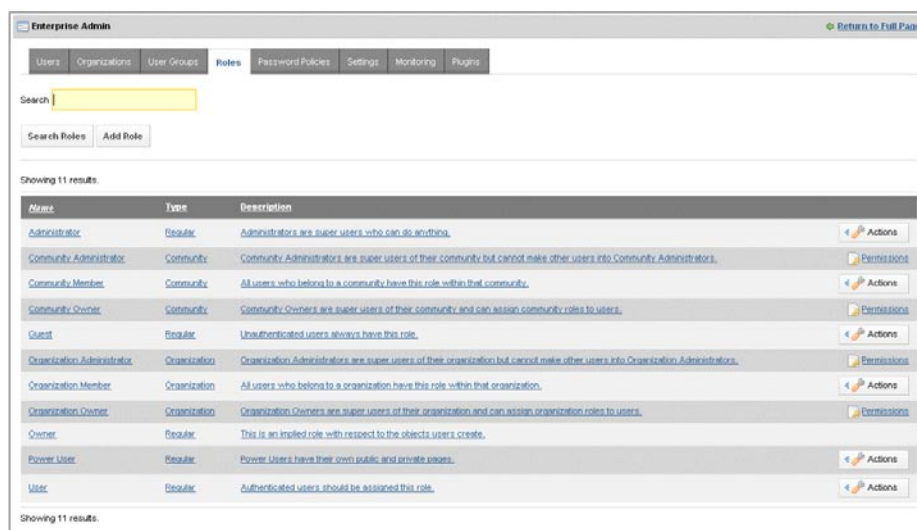 Enterprise Admin Return to Full Page
Users Organizations User Groups Roles Password Policies Settings Monitoring Plugins
Search
Search Roles Add Role
Showing 11 results.
Name Type Description
Administrator Regular Administrators are super users who can do anything. Actions
Community Administrator Community Community Administrators are super users of their community but cannot make other users into Community Administrators. Permissions
Community Member Community All users who belong to a community have this role within that community. Actions
Community Owner Community Community Owners are super users of their community and can assign community roles to users. Permissions
Guest Regular Unauthenticated users always have this role. Actions
Organization Administrator Organization Organization Administrators are super users of their organization but cannot make other users into Organization Administrators. Permissions
Organization Member Organization All users who belong to a organization have this role within that organization. Actions
Organization Owner Organization Organization Owners are super users of their organization and can assign organization roles to users. Permissions
Owner Regular This is an implied role with respect to the objects users create.
Power User Regular Power Users have their own public and private pages. Actions
User Regular Authenticated users should be assigned this role. Actions
Showing 11 results.